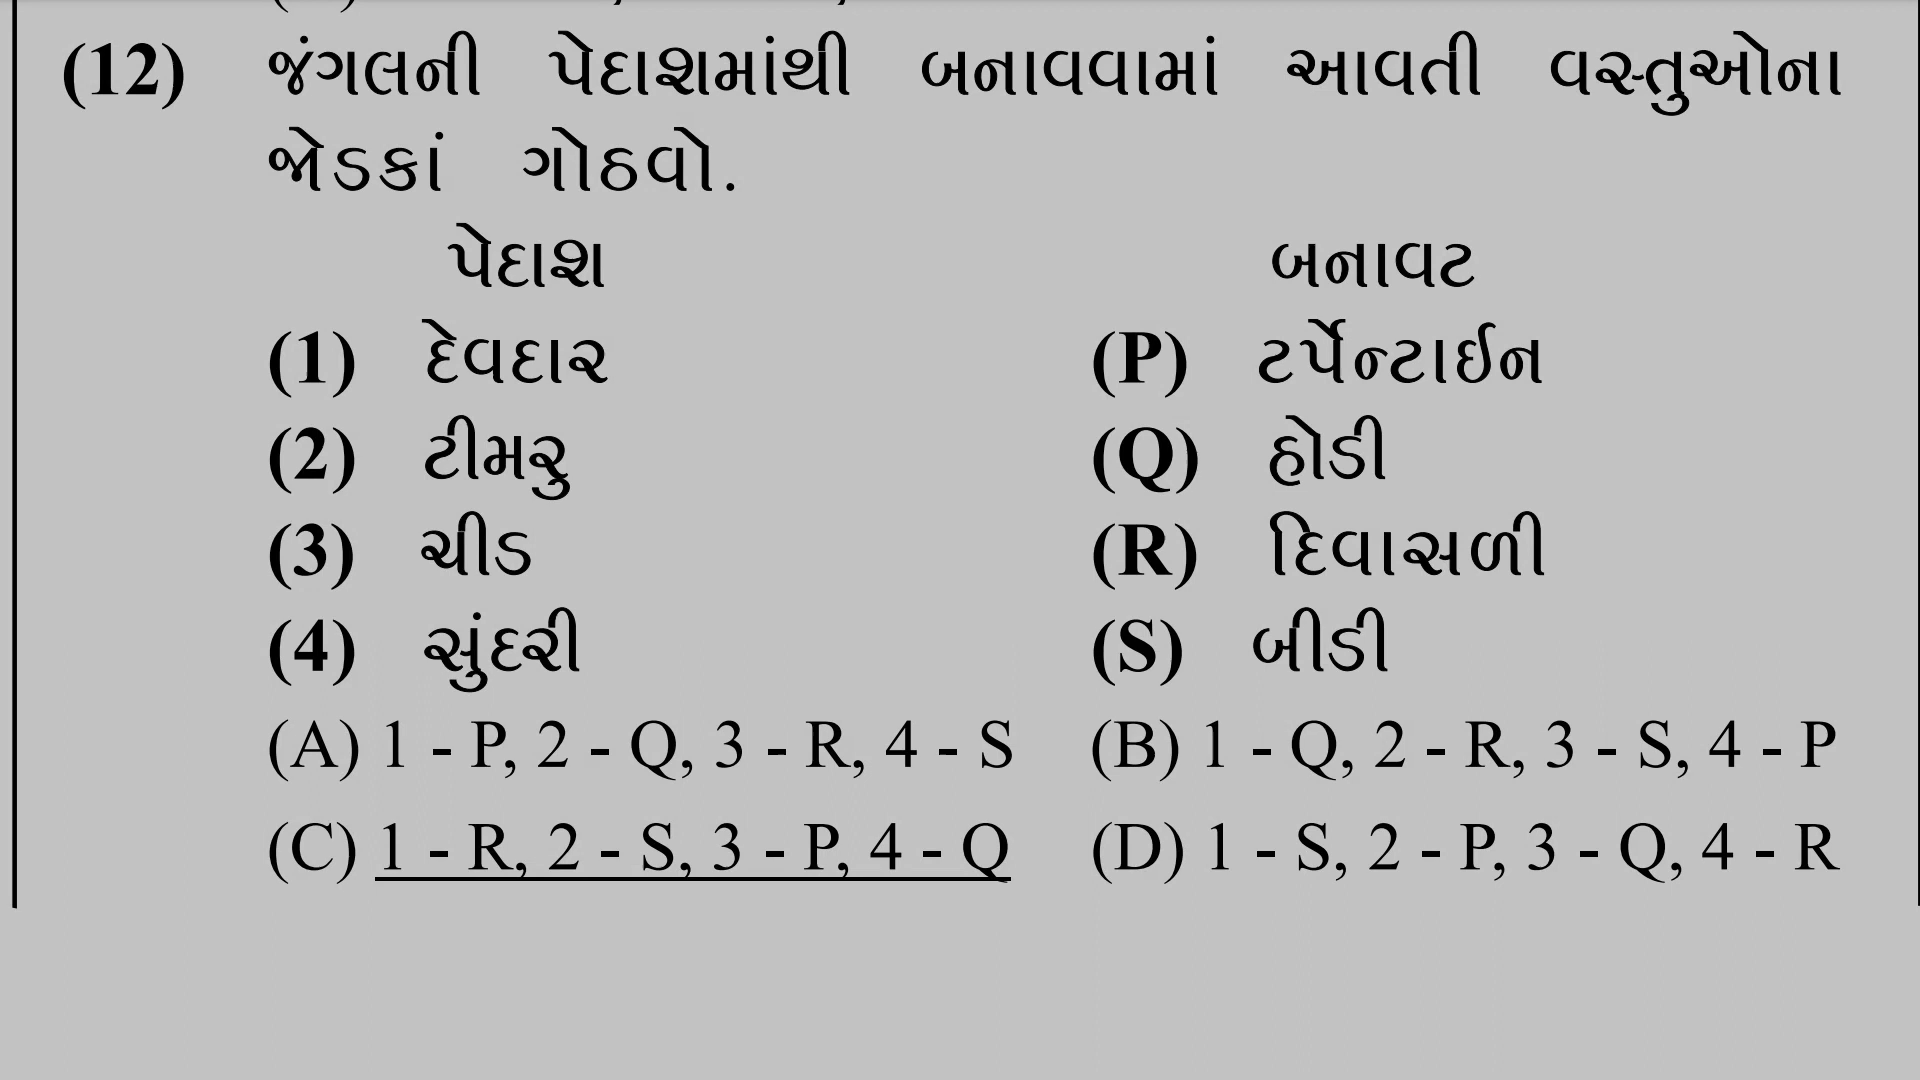 (12) જંગલની પેદાશમાંથી બનાવવામાં આવતી વસ્તુઓના
જોડકાં ગોઠવો.
પેદાશ બનાવટ
(1) દેવદાર (P) ટર્પેન્ટાઈન
(2) ટીમરુ (Q) હોડી
(3) ચીડ (R) દિવાસળી
(4) સુંદરી (S) બીડી
(A) 1 - P, 2 - Q, 3 - R, 4 - S (B) 1 - Q, 2 - R, 3 - S, 4 - P
(C) 1 - R, 2 - S, 3 - P, 4 - Q (D) 1 - S, 2 - P, 3 - Q, 4 - R